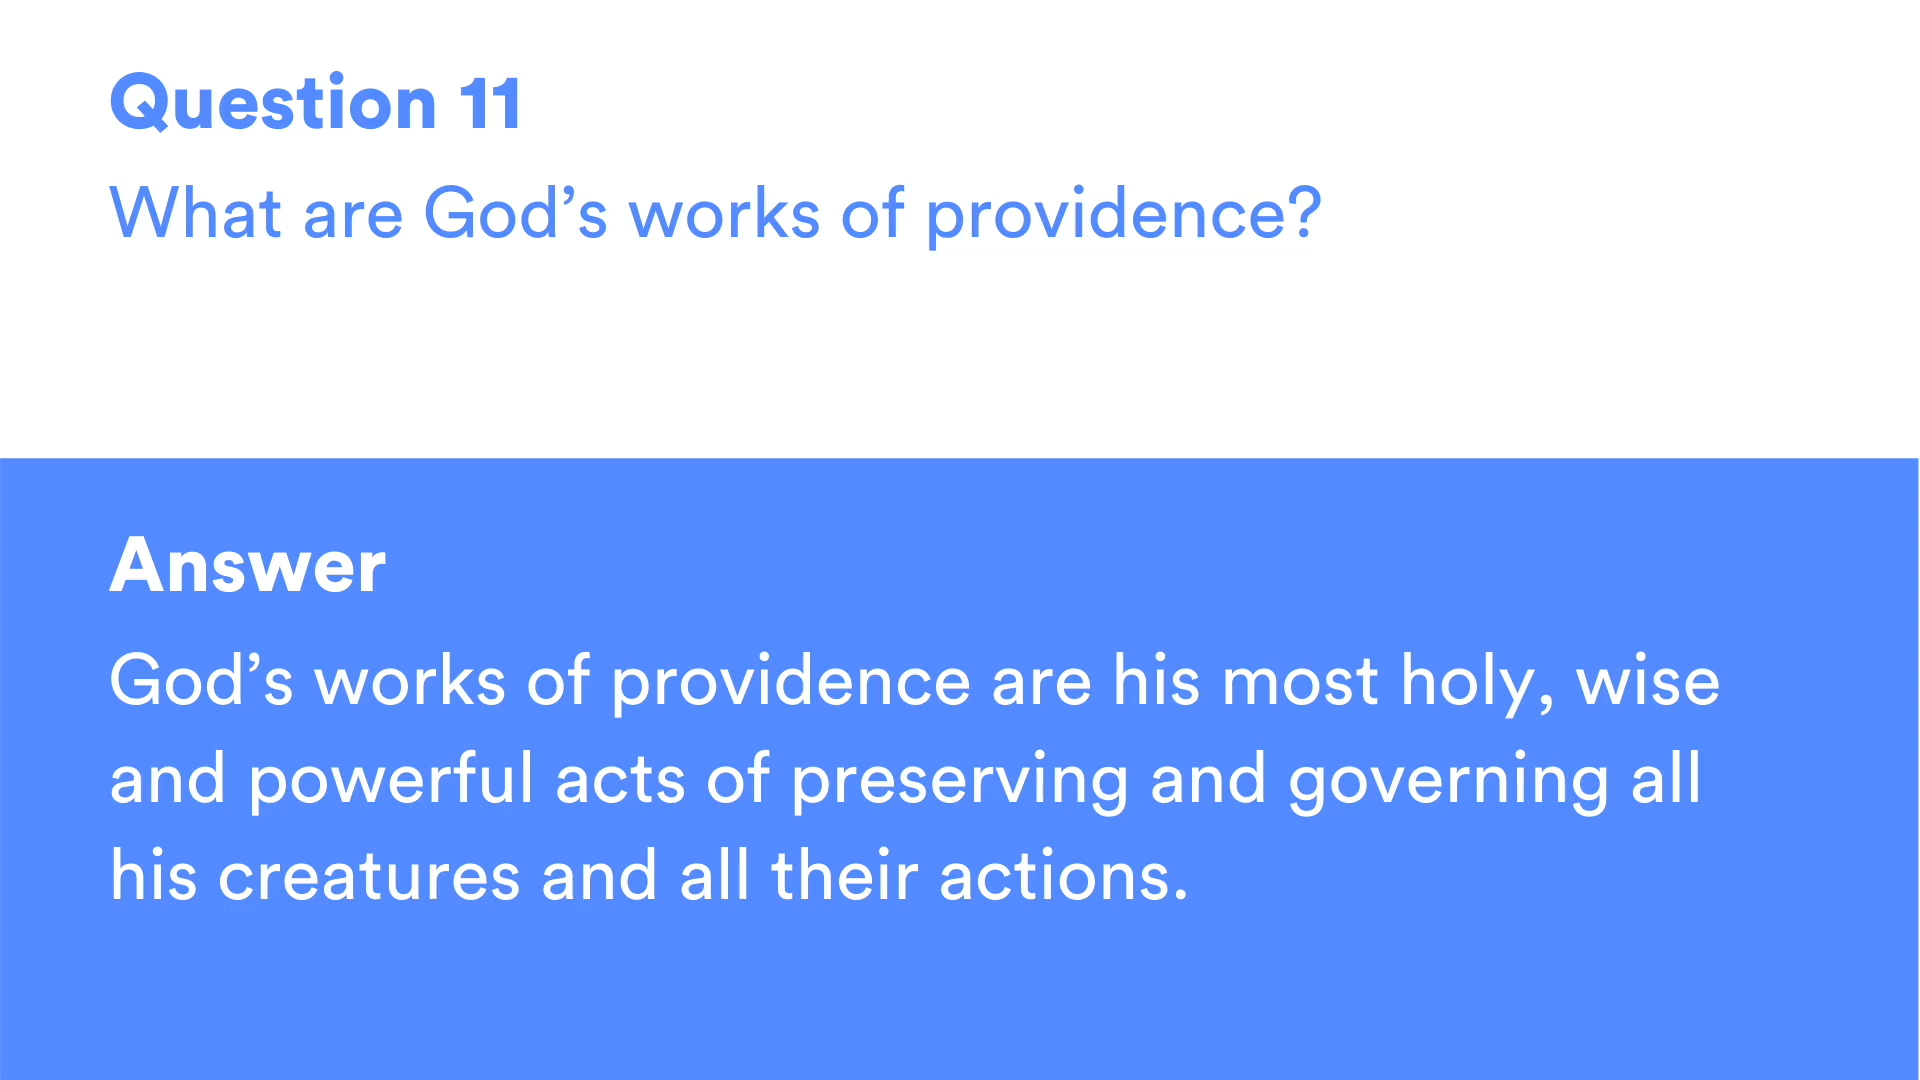 Question 11
What are God’s works of providence?
Answer
God’s works of providence are his most holy, wise
and powerful acts of preserving and governing all
his creatures and all their actions.